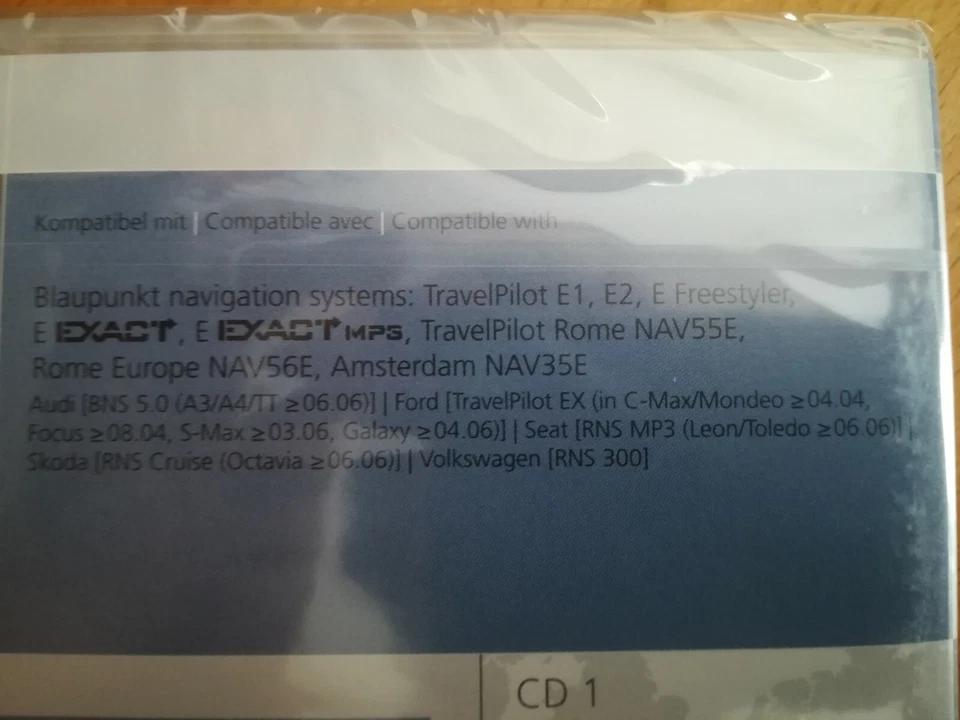 Kompatibel mit | Compatible avec | Compatible with
Blaupunkt navigation systems: TravelPilot E1, E2, E Freestyler,
E EXACT, E EXACT MP3, TravelPilot Rome NAV55E,
Rome Europe NAV56E, Amsterdam NAV35E
Audi [BNS 5.0 (A3/A4/TT ≥06.06)] | Ford [TravelPilot EX (in C-Max/Mondeo ≥04.04,
Focus ≥08.04, S-Max ≥03.06, Galaxy ≥04.06)] | Seat [RNS MP3 (Leon/Toledo ≥06.06)] |
Skoda [RNS Cruise (Octavia ≥06.06)] | Volkswagen [RNS 300]
CD 1